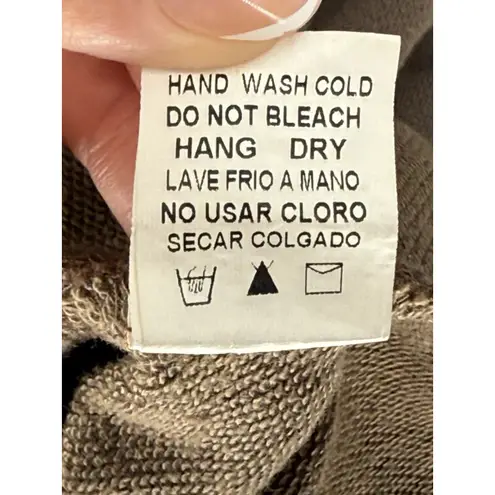 HAND WASH COLD
DO NOT BLEACH
HANG DRY
LAVE FRIO A MANO
NO USAR CLORO
SECAR COLGADO